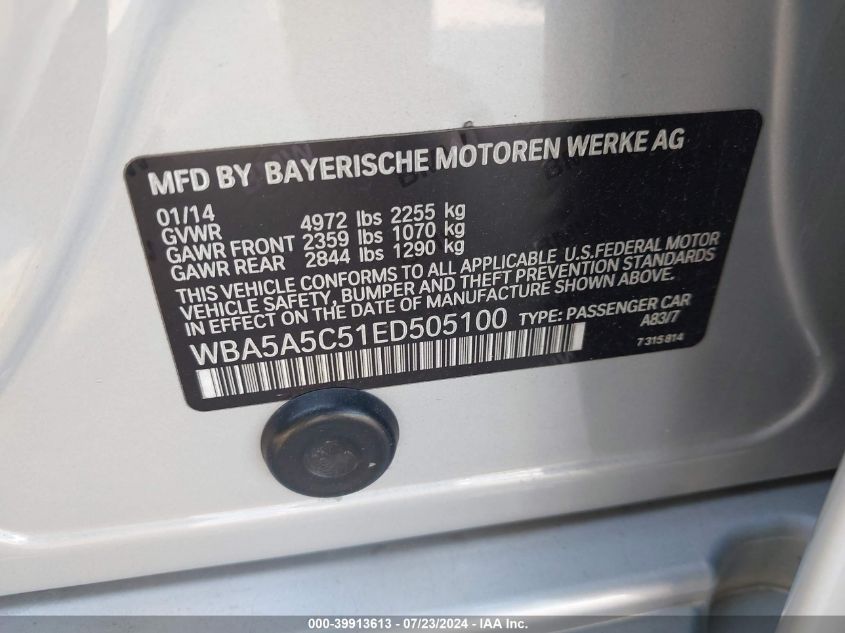 MFD BY BAYERISCHE MOTOREN WERKE AG
01/14
GVWR 4972 lbs 2255 kg
GAWR FRONT 2359 lbs 1070 kg
GAWR REAR 2844 lbs 1290 kg
THIS VEHICLE CONFORMS TO ALL APPLICABLE U.S.FEDERAL MOTOR
VEHICLE SAFETY, BUMPER AND THEFT PREVENTION STANDARDS
IN EFFECT ON THE DATE OF MANUFACTURE SHOWN ABOVE.
WBA5A5C51ED505100 TYPE: PASSENGER CAR
A83/7
7 315 814
000-39913613 - 07/23/2024 - IAA Inc.